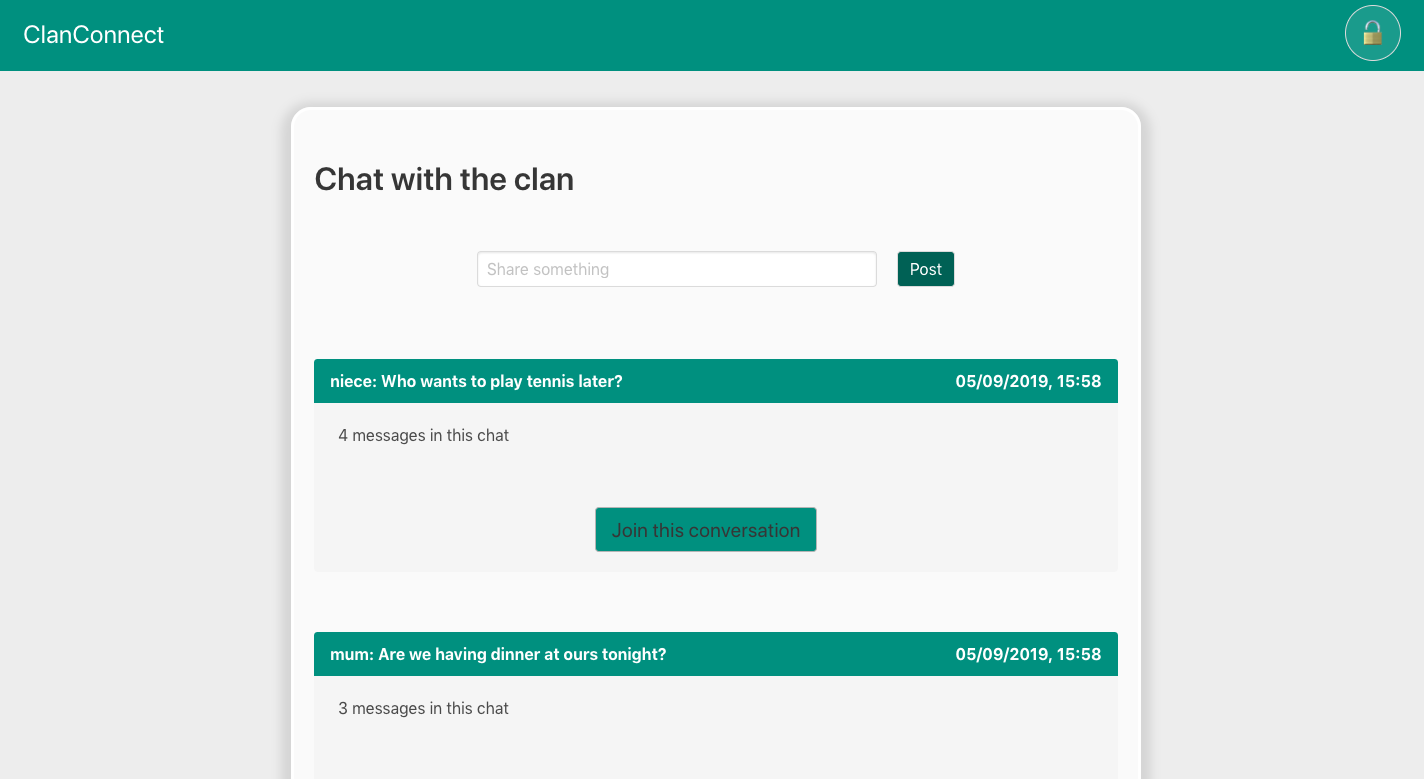 ClanConnect
Chat with the clan
Share something
Post
niece: Who wants to play tennis later? 05/09/2019, 15:58
4 messages in this chat
Join this conversation
mum: Are we having dinner at ours tonight? 05/09/2019, 15:58
3 messages in this chat